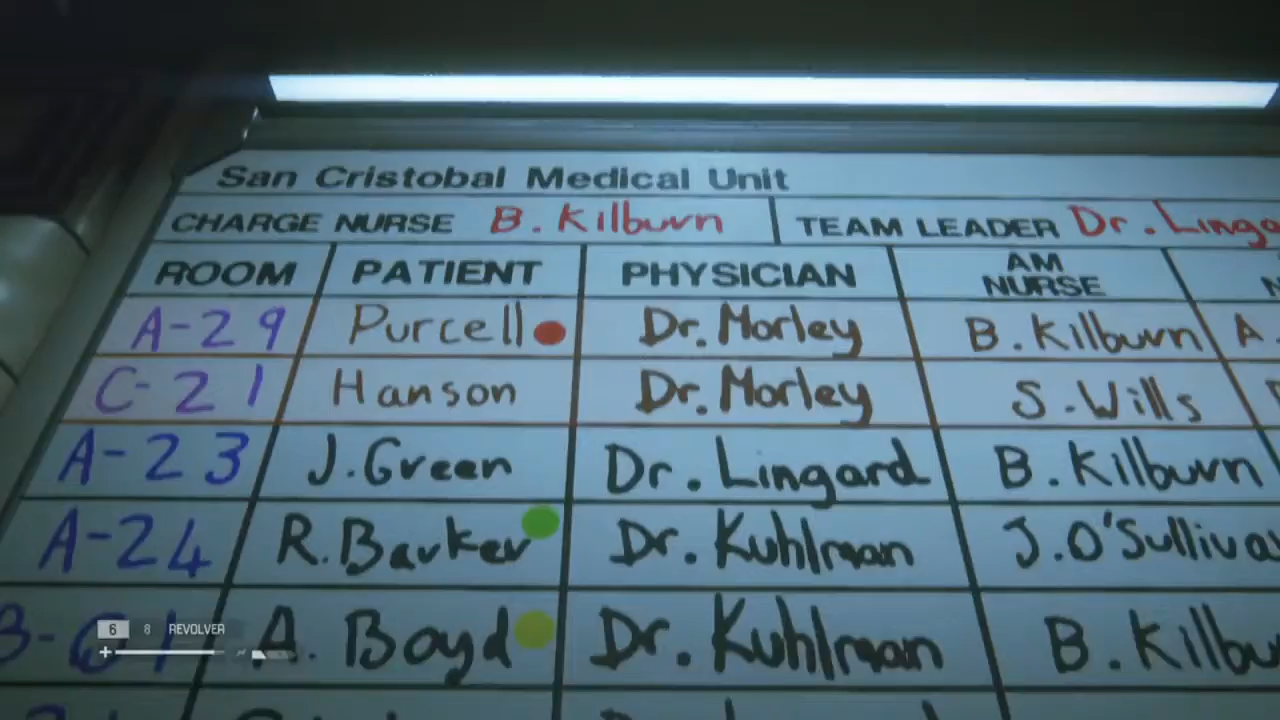 San Cristobal Medical Unit
CHARGE NURSE B. Kilburn TEAM LEADER Dr.
ROOM PATIENT PHYSICIAN AM NURSE
A-29 Purcell Dr. Morley B. Kilburn A.
C-21 Hanson Dr. Morley S. Wills
A-23 J. Green Dr. Lingard B. Kilburn
A-24 R. Barker Dr. Kuhlman
A. Boyd Dr. Kuhlman B.
6 8 REVOLVER